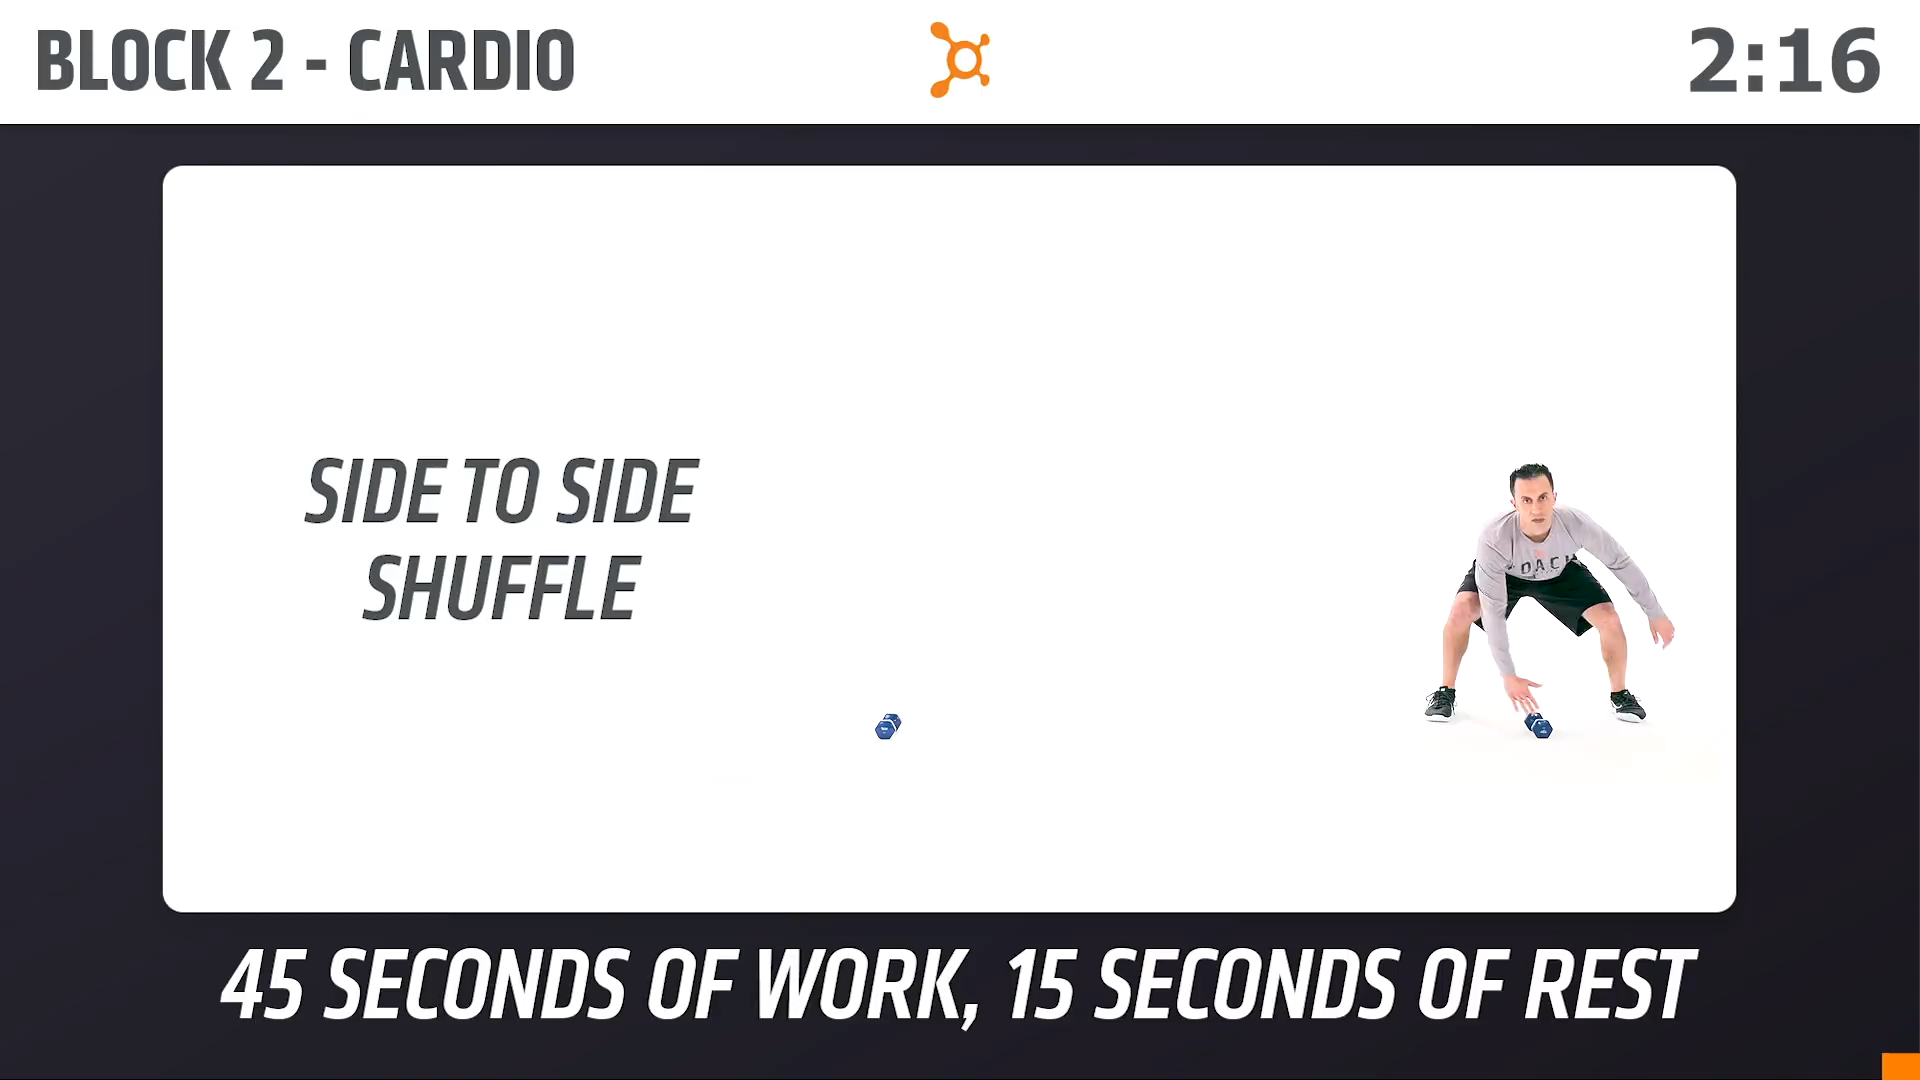 BLOCK 2 - CARDIO
2:16
SIDE TO SIDE
SHUFFLE
45 SECONDS OF WORK, 15 SECONDS OF REST